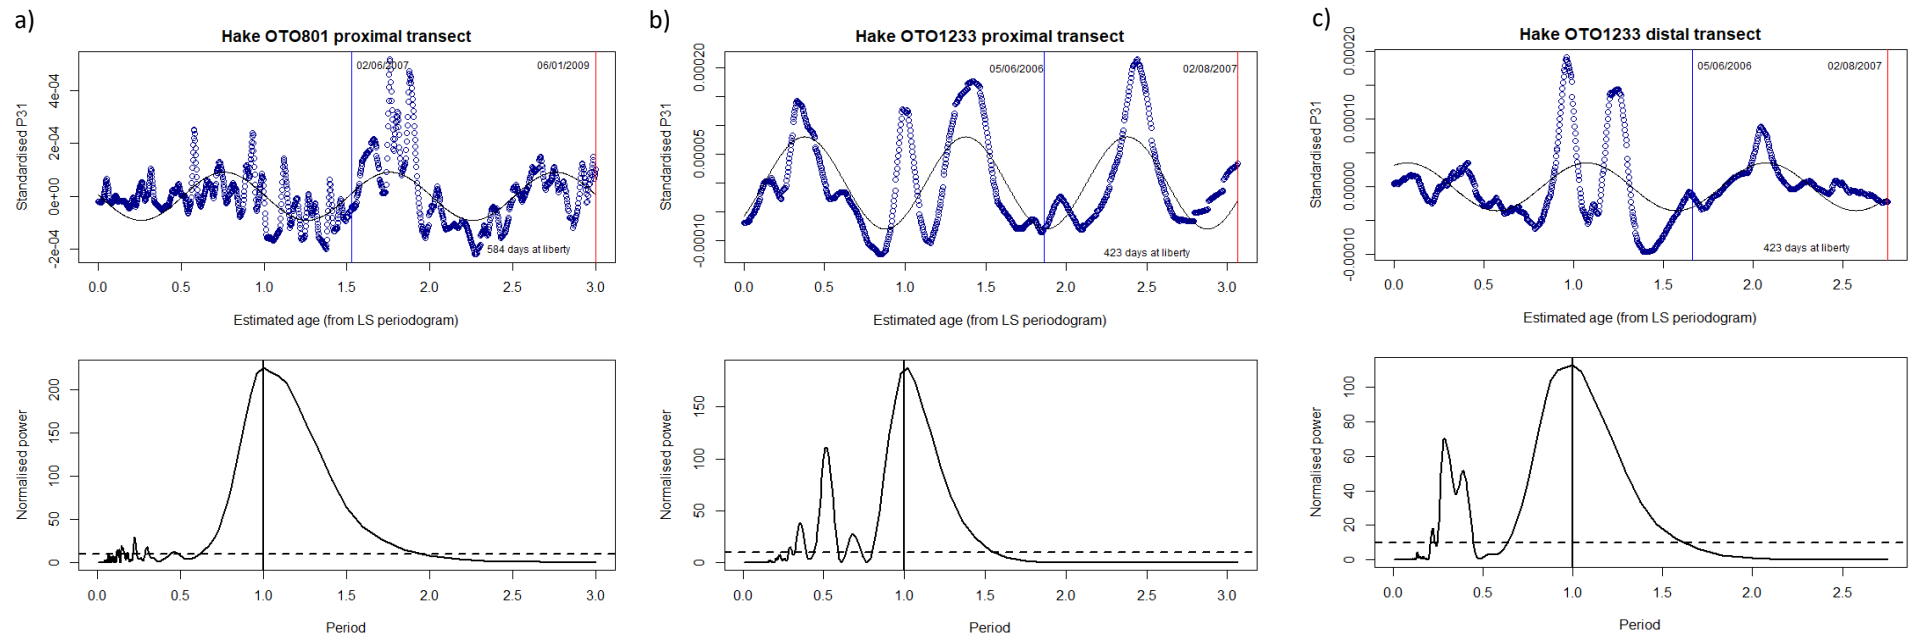 a)
Hake OTO801 proximal transect
Standardised P31
4e-04
2e-04
0e+00
-2e-04
02/06/2007
06/01/2009
584 days at liberty
0.0 0.5 1.0 1.5 2.0 2.5 3.0
Estimated age (from LS periodogram)
Normalised power
200
150
100
50
0
0.0 0.5 1.0 1.5 2.0 2.5 3.0
Period
b)
Hake OTO1233 proximal transect
Standardised P31
0.00020
0.00005
-0.00010
05/06/2006
02/08/2007
423 days at liberty
0.0 0.5 1.0 1.5 2.0 2.5 3.0
Estimated age (from LS periodogram)
Normalised power
150
100
50
0
0.0 0.5 1.0 1.5 2.0 2.5 3.0
Period
c)
Hake OTO1233 distal transect
Standardised P31
0.00020
0.00010
0.00000
-0.00010
05/06/2006
02/08/2007
423 days at liberty
0.0 0.5 1.0 1.5 2.0 2.5
Estimated age (from LS periodogram)
Normalised power
100
80
60
40
20
0
0.0 0.5 1.0 1.5 2.0 2.5
Period